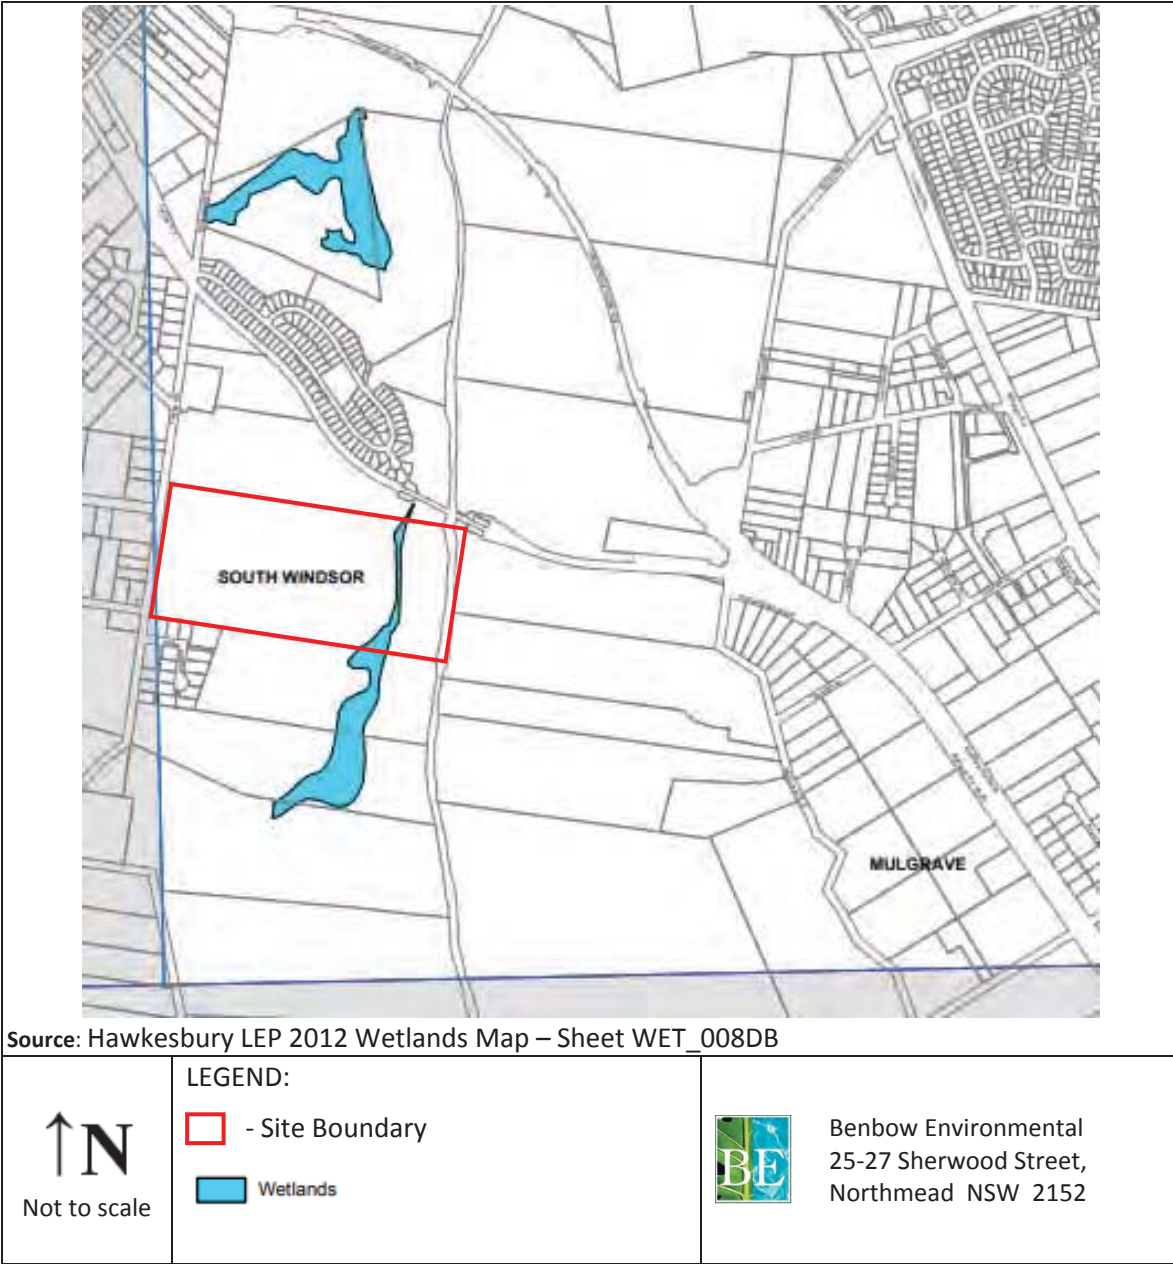 SOUTH WINDSOR
MULGRAVE
Source: Hawkesbury LEP 2012 Wetlands Map – Sheet WET_008DB
LEGEND:
- Site Boundary
Wetlands
↑N
Not to scale
BE
Benbow Environmental
25-27 Sherwood Street,
Northmead NSW 2152